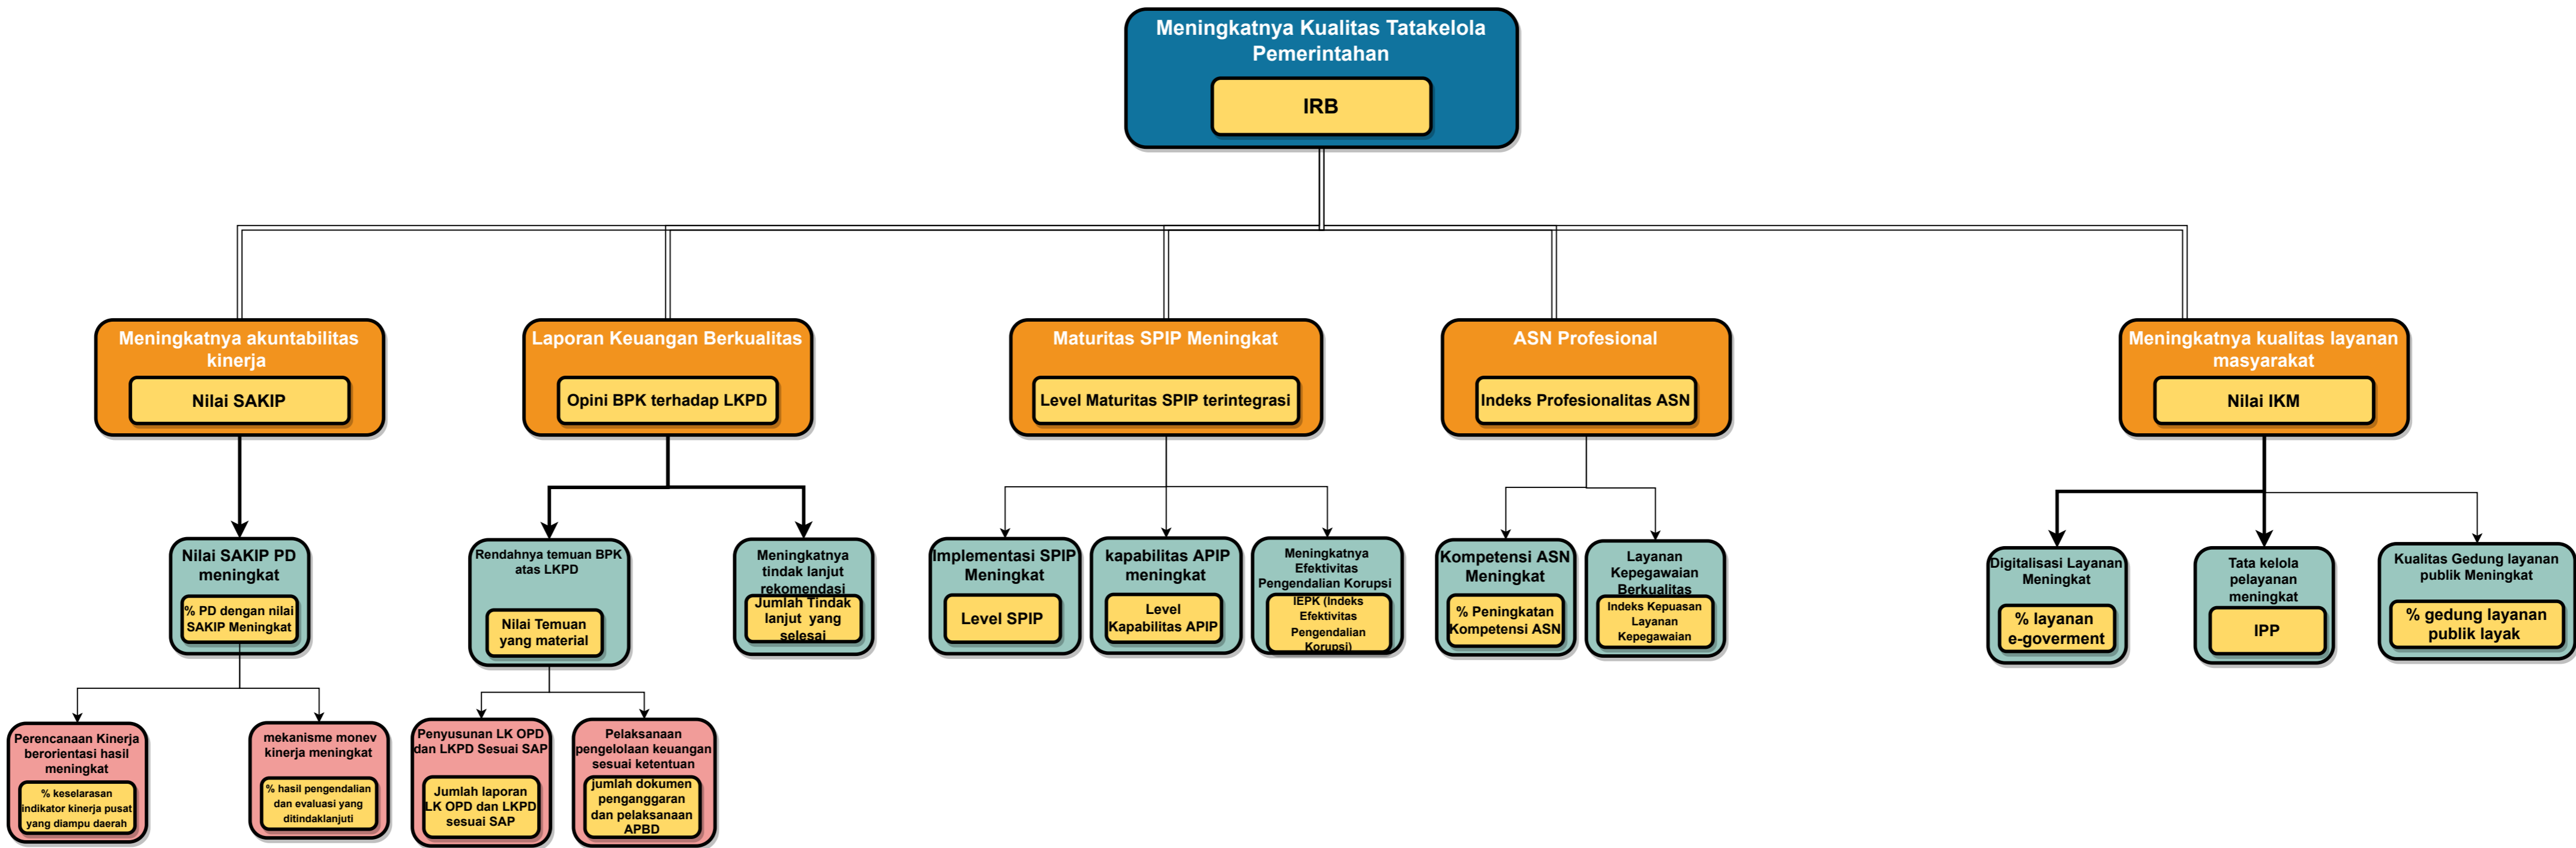 Meningkatnya Kualitas Tatakelola
Pemerintahan
IRB
Meningkatnya akuntabilitas
kinerja
Nilai SAKIP
Laporan Keuangan Berkualitas
Opini BPK terhadap LKPD
Maturitas SPIP Meningkat
Level Maturitas SPIP terintegrasi
ASN Profesional
Indeks Profesionalitas ASN
Meningkatnya kualitas layanan
masyarakat
Nilai IKM
Nilai SAKIP PD
meningkat
% PD dengan nilai
SAKIP Meningkat
Rendahnya temuan BPK
atas LKPD
Nilai Temuan
yang material
Meningkatnya
tindak lanjut
rekomendasi
Jumlah Tindak
lanjut yang
selesai
Implementasi SPIP
Meningkat
Level SPIP
kapabilitas APIP
meningkat
Level
Kapabilitas APIP
Meningkatnya
Efektivitas
Pengendalian Korupsi
IEPK (Indeks
Efektivitas
Pengendalian
Korupsi)
Kompetensi ASN
Meningkat
% Peningkatan
Kompetensi ASN
Layanan
Kepegawaian
Berkualitas
Indeks Kepuasan
Layanan
Kepegawaian
Digitalisasi Layanan
Meningkat
% layanan
e-goverment
Tata kelola
pelayanan
meningkat
IPP
Kualitas Gedung layanan
publik Meningkat
% gedung layanan
publik layak
Perencanaan Kinerja
berorientasi hasil
meningkat
% keselarasan
indikator kinerja pusat
yang diampu daerah
mekanisme monev
kinerja meningkat
% hasil pengendalian
dan evaluasi yang
ditindaklanjuti
Penyusunan LK OPD
dan LKPD Sesuai SAP
Jumlah laporan
LK OPD dan LKPD
sesuai SAP
Pelaksanaan
pengelolaan keuangan
sesuai ketentuan
jumlah dokumen
penganggaran
dan pelaksanaan
APBD